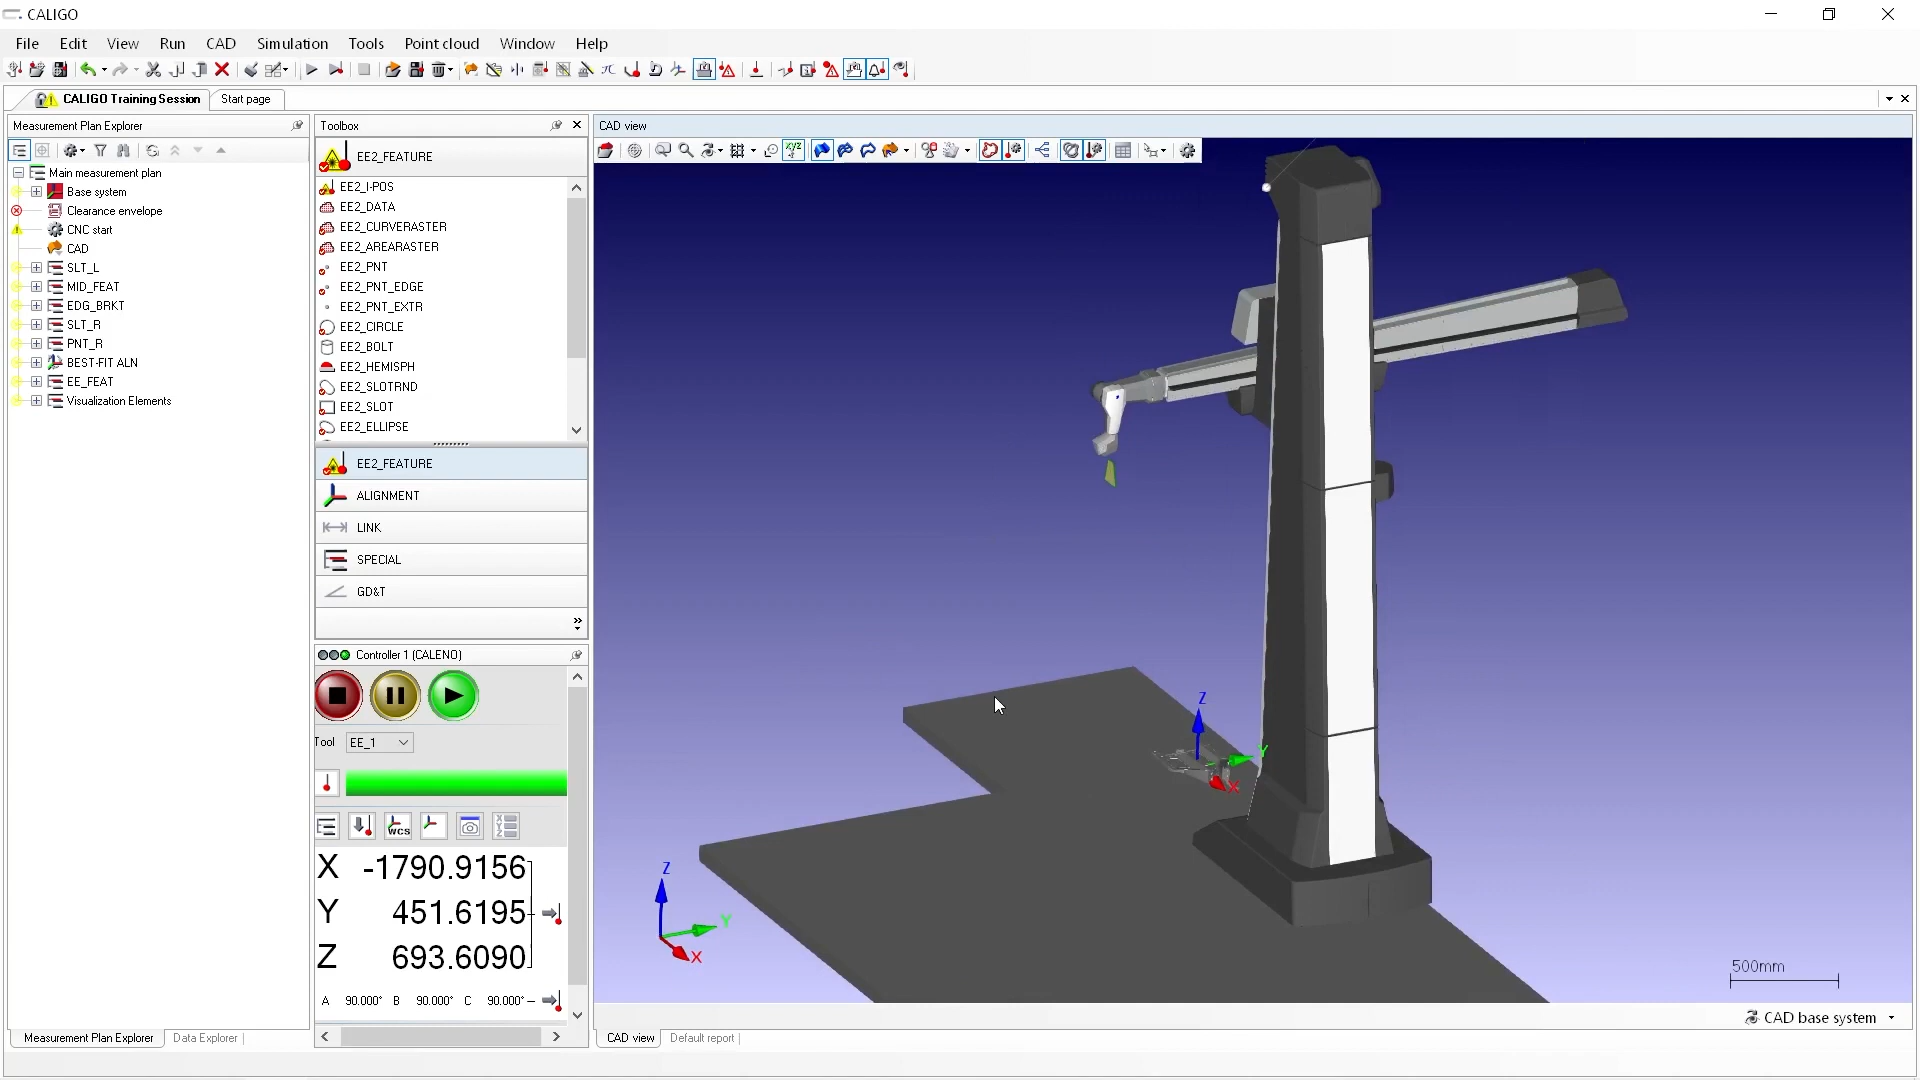 CALIGO
File Edit View Run CAD Simulation Tools Point cloud Window Help
CALIGO Training Session Start page
Measurement Plan Explorer
Main measurement plan
Base system
Clearance envelope
CNC start
CAD
SLT_L
MID_FEAT
EDG_BRKT
SLT_R
PNT_R
BEST-FIT ALN
EE_FEAT
Visualization Elements
Measurement Plan Explorer Data Explorer
Toolbox
EE2_FEATURE
EE2_I-POS
EE2_DATA
EE2_CURVERASTER
EE2_AREARASTER
EE2_PNT
EE2_PNT_EDGE
EE2_PNT_EXTR
EE2_CIRCLE
EE2_BOLT
EE2_HEMISPH
EE2_SLOTRND
EE2_SLOT
EE2_ELLIPSE
EE2_FEATURE
ALIGNMENT
LINK
SPECIAL
GD&T
Controller 1 (CALENO)
Tool EE_1
WCS
X -1790.9156
Y 451.6195
Z 693.6090
A 90.000° B 90.000° C 90.000°
CAD view
XYZ
Z
Y
X
Z
Y
X
500mm
CAD base system
CAD view Default report